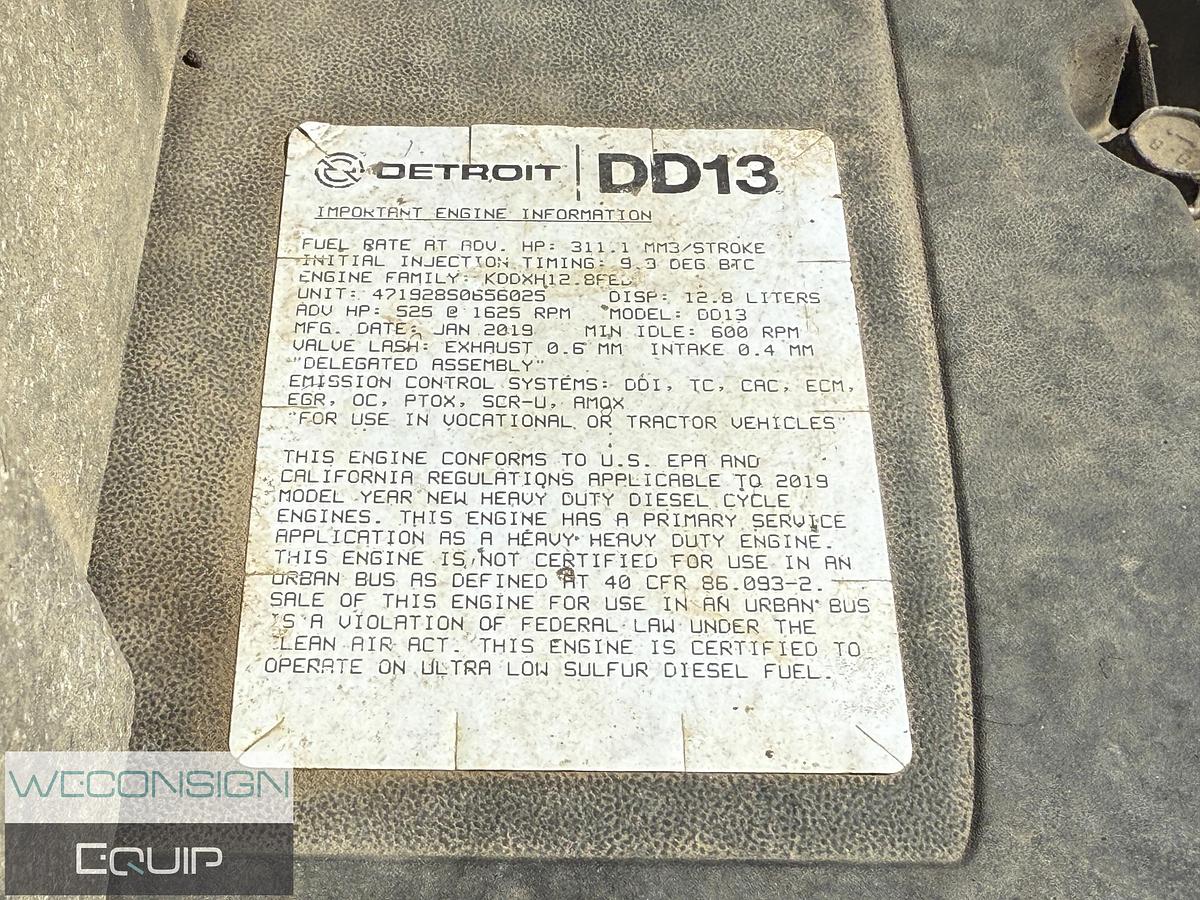 DETROIT | DD13
IMPORTANT ENGINE INFORMATION
FUEL RATE AT ADV. HP: 311.1 MM3/STROKE
INITIAL INJECTION TIMING: 9.3 DEG BTC
ENGINE FAMILY: KDDXH12.8FED
UNIT: 471928S0656025 DISP: 12.8 LITERS
ADV HP: 525 @ 1625 RPM MODEL: DD13
MFG. DATE: JAN 2019 MIN IDLE: 600 RPM
VALVE LASH: EXHAUST 0.6 MM INTAKE 0.4 MM
"DELEGATED ASSEMBLY"
EMISSION CONTROL SYSTEMS: DDI, TC, CAC, ECM,
EGR, OC, PTOX, SCR-U, AMOX
"FOR USE IN VOCATIONAL OR TRACTOR VEHICLES"
THIS ENGINE CONFORMS TO U.S. EPA AND
CALIFORNIA REGULATIONS APPLICABLE TO 2019
MODEL YEAR NEW HEAVY DUTY DIESEL CYCLE
ENGINES. THIS ENGINE HAS A PRIMARY SERVICE
APPLICATION AS A HEAVY HEAVY DUTY ENGINE.
THIS ENGINE IS NOT CERTIFIED FOR USE IN AN
URBAN BUS AS DEFINED AT 40 CFR 86.093-2.
SALE OF THIS ENGINE FOR USE IN AN URBAN BUS
IS A VIOLATION OF FEDERAL LAW UNDER THE
CLEAN AIR ACT. THIS ENGINE IS CERTIFIED TO
OPERATE ON ULTRA LOW SULFUR DIESEL FUEL.
WECONSIGN
EQUIP